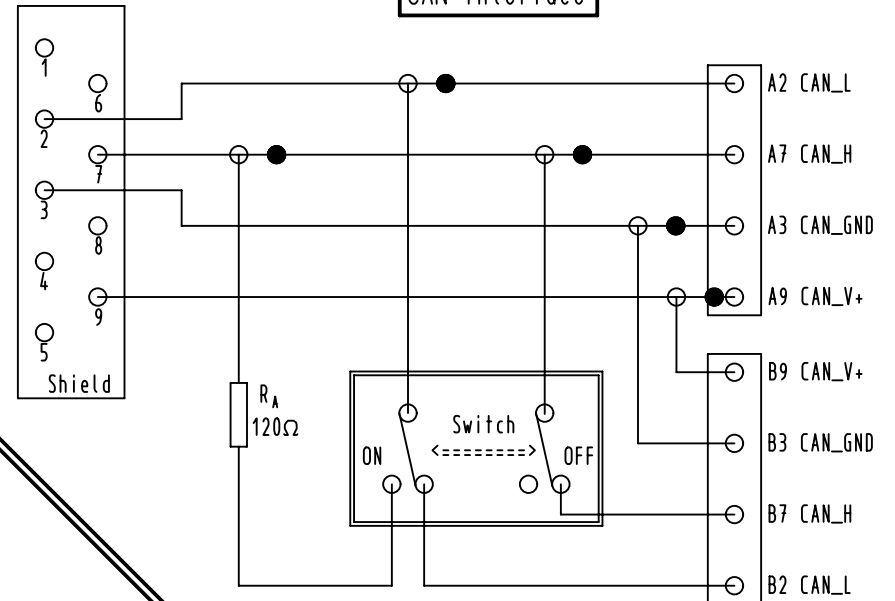 CAN Interface
1
6
2
7
3
8
4
9
5
Shield
A2 CAN_L
A7 CAN_H
A3 CAN_GND
A9 CAN_V+
B9 CAN_V+
B3 CAN_GND
B7 CAN_H
B2 CAN_L
RA
120Ω
Switch
ON
<======>
OFF